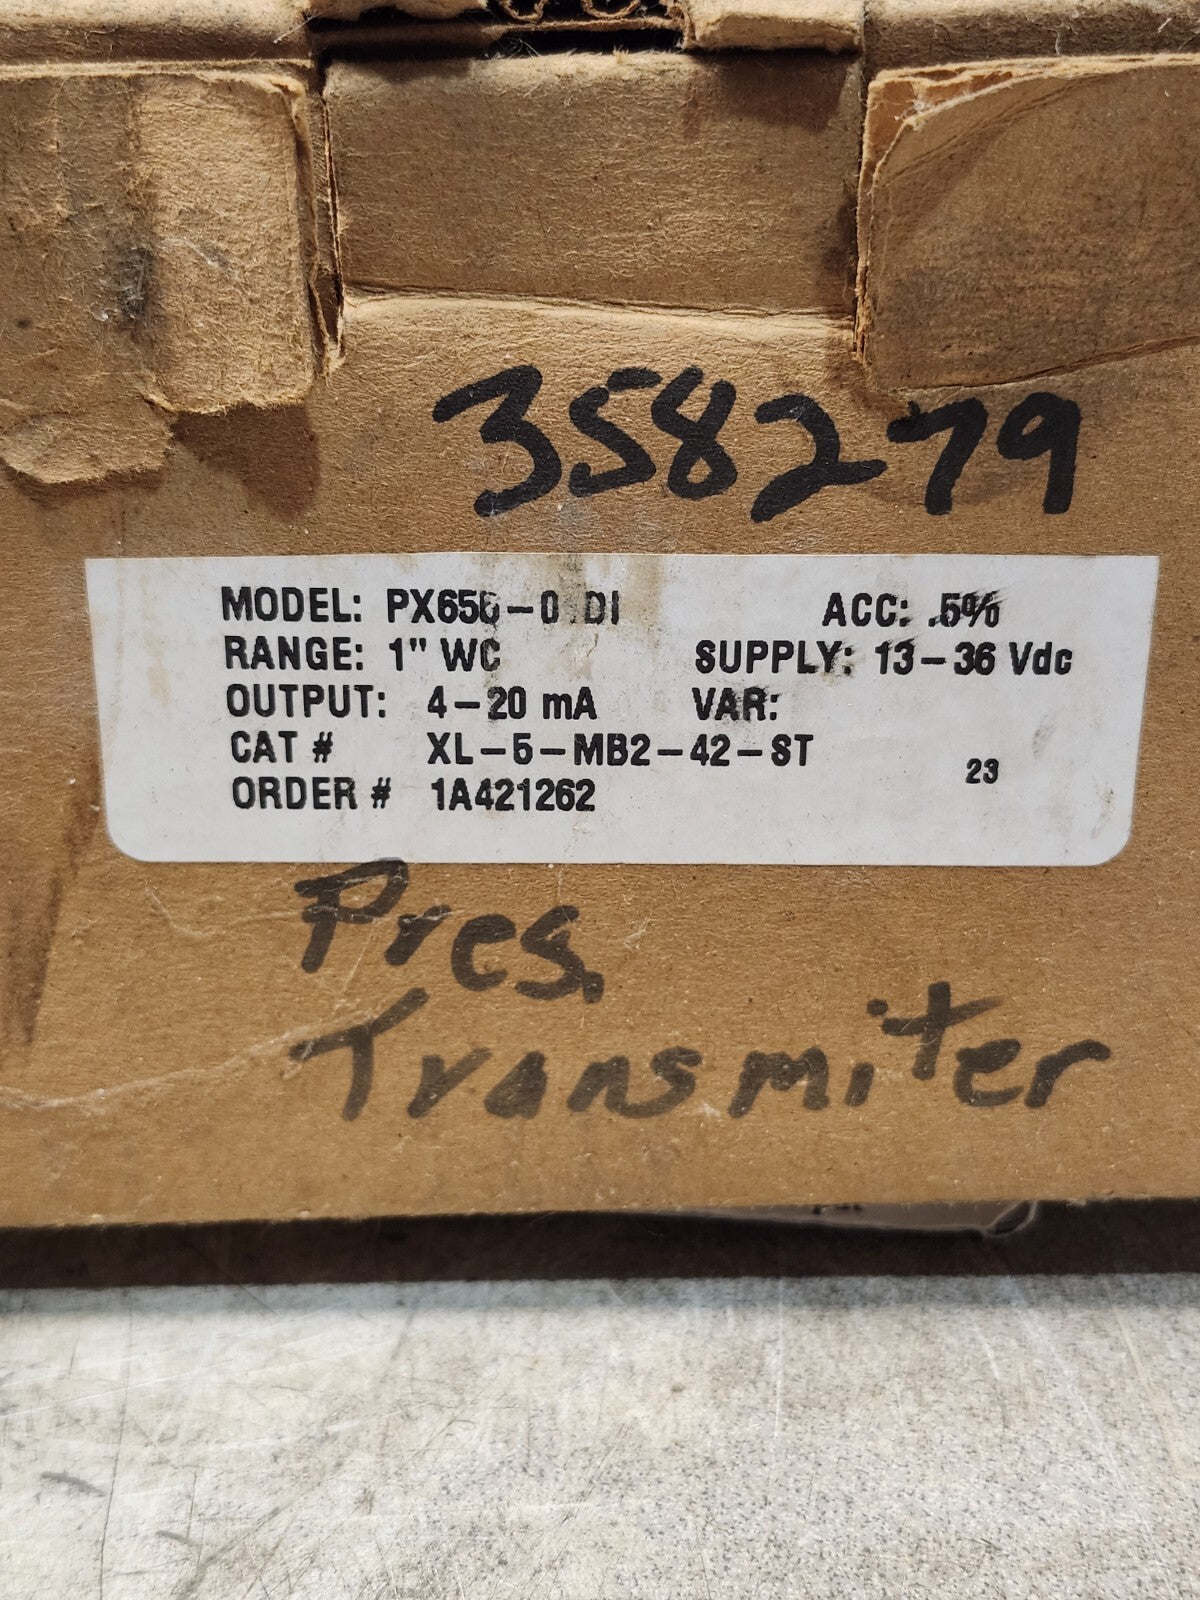 358279
MODEL: ACC: .5%
RANGE: 1" WC SUPPLY: 13-36 Vdc
OUTPUT: 4-20 mA VAR:
CAT # XL-5-MB2-42-ST
23
ORDER # 1A421262
Pres.
Transmiter